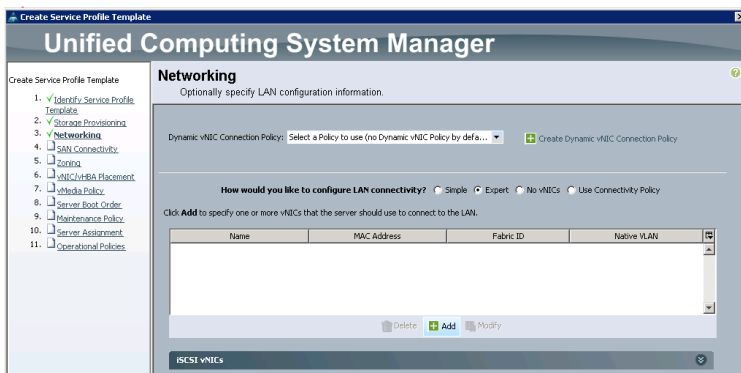 Create Service Profile Template
Unified Computing System Manager
Create Service Profile Template
1. Identify Service Profile
Template
2. Storage Provisioning
3. Networking
4. SAN Connectivity
5. Zoning
6. vNIC/vHBA Placement
7. vMedia Policy
8. Server Boot Order
9. Maintenance Policy
10. Server Assignment
11. Operational Policies
Networking
Optionally specify LAN configuration information.
Dynamic vNIC Connection Policy: Select a Policy to use (no Dynamic vNIC Policy by defa... Create Dynamic vNIC Connection Policy
How would you like to configure LAN connectivity? Simple Expert No vNICs Use Connectivity Policy
Click Add to specify one or more vNICs that the server should use to connect to the LAN.
Name MAC Address Fabric ID Native VLAN
Delete Add Modify
iSCSI vNICs